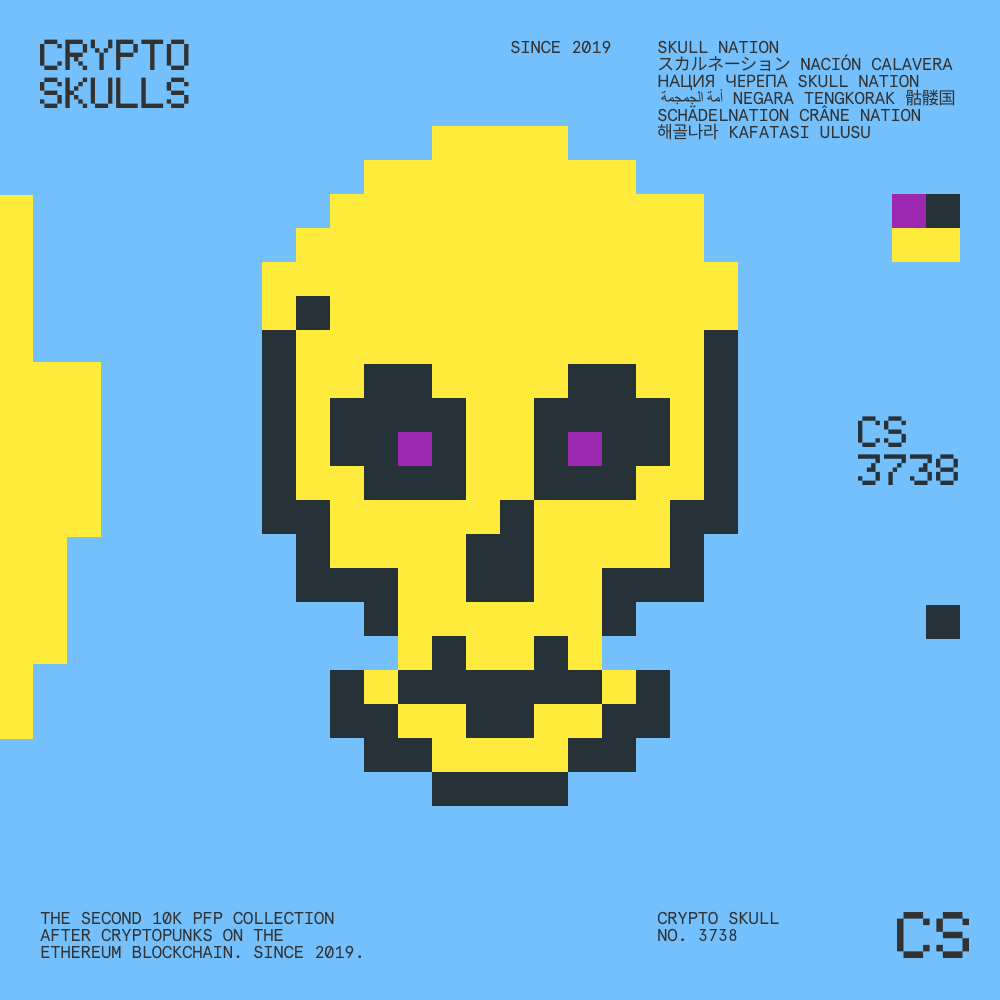 CRYPTO
SKULLS
SINCE 2019
SKULL NATION
スカルネーション NACIÓN CALAVERA
НАЦИЯ ЧЕРЕПА SKULL NATION
أمة الجمجمة NEGARA TENGKORAK 骷髅国
SCHÄDELNATION CRÂNE NATION
해골나라 KAFATASI ULUSU
CS
3738
THE SECOND 10K PFP COLLECTION
AFTER CRYPTOPUNKS ON THE
ETHEREUM BLOCKCHAIN. SINCE 2019.
CRYPTO SKULL
NO. 3738
CS